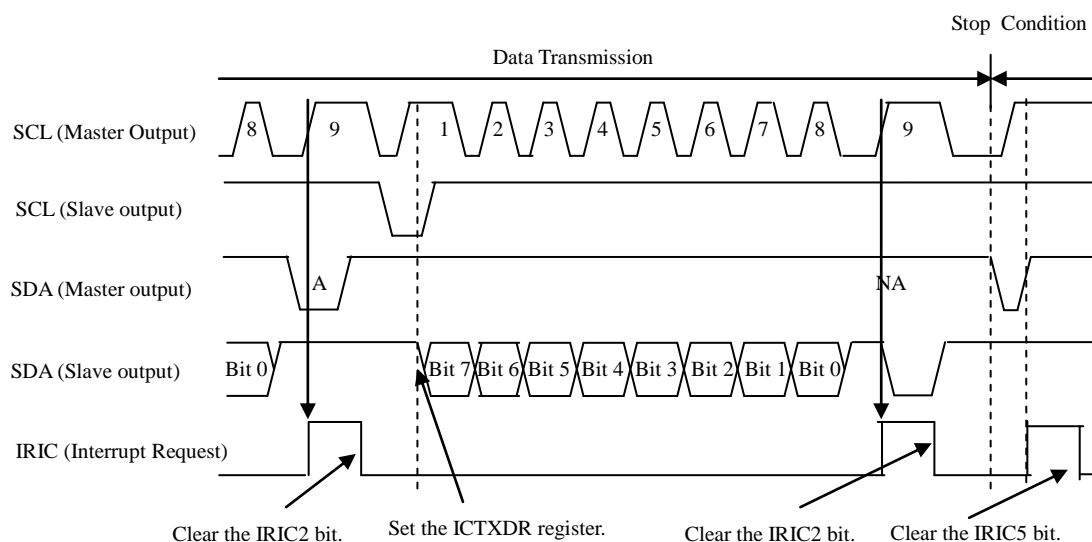 Stop Condition
Data Transmission
SCL (Master Output)
8 9 1 2 3 4 5 6 7 8 9
SCL (Slave output)
SDA (Master output)
A NA
SDA (Slave output)
Bit 0 Bit 7 Bit 6 Bit 5 Bit 4 Bit 3 Bit 2 Bit 1 Bit 0
IRIC (Interrupt Request)
Clear the IRIC2 bit. Set the ICTXDR register. Clear the IRIC2 bit. Clear the IRIC5 bit.